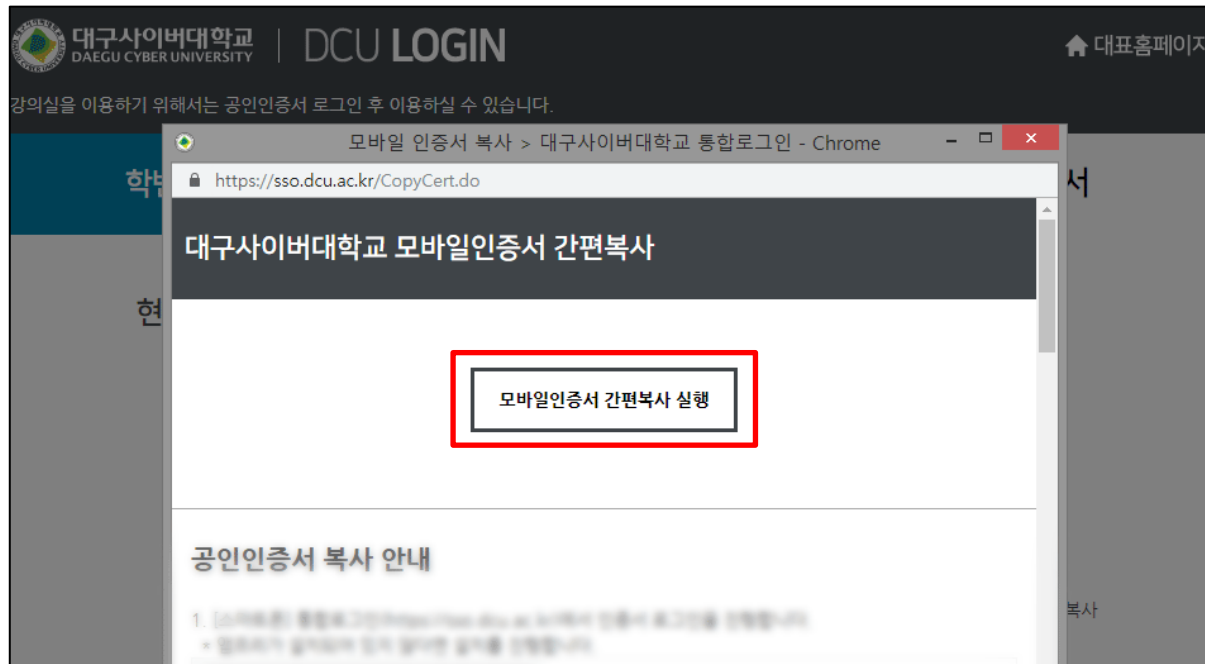 대구사이버대학교
DAEGU CYBER UNIVERSITY
DCU LOGIN
대표홈페이지
강의실을 이용하기 위해서는 공인인증서 로그인 후 이용하실 수 있습니다.
모바일 인증서 복사 > 대구사이버대학교 통합로그인 - Chrome
https://sso.dcu.ac.kr/CopyCert.do
학번
서
대구사이버대학교 모바일인증서 간편복사
현
모바일인증서 간편복사 실행
공인인증서 복사 안내
1.
복사